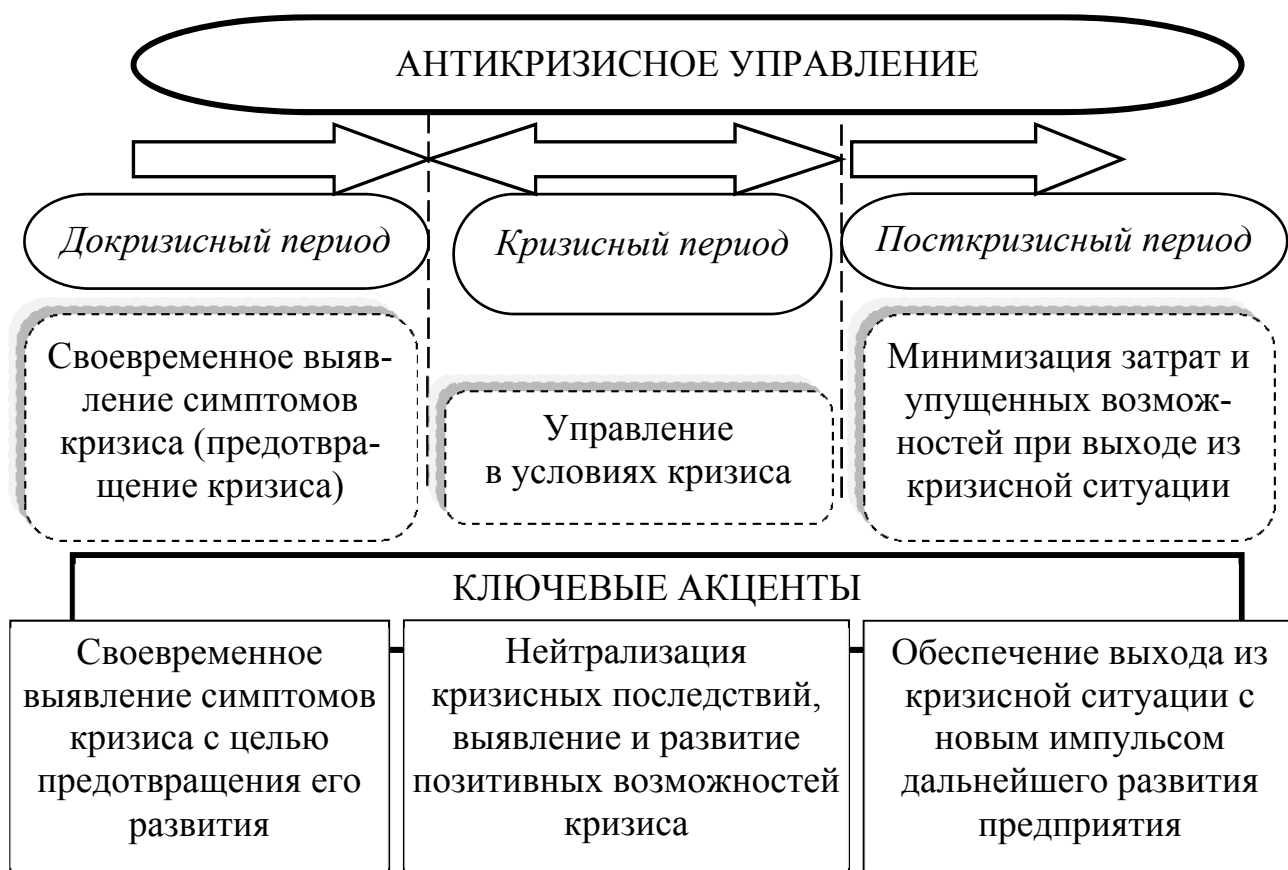 АНТИКРИЗИСНОЕ УПРАВЛЕНИЕ
Докризисный период
Кризисный период
Посткризисный период
Своевременное выяв-
ление симптомов
кризиса (предотвра-
щение кризиса)
Управление
в условиях кризиса
Минимизация затрат и
упущенных возмож-
ностей при выходе из
кризисной ситуации
КЛЮЧЕВЫЕ АКЦЕНТЫ
Своевременное
выявление симптомов
кризиса с целью
предотвращения его
развития
Нейтрализация
кризисных последствий,
выявление и развитие
позитивных возможностей
кризиса
Обеспечение выхода из
кризисной ситуации с
новым импульсом
дальнейшего развития
предприятия